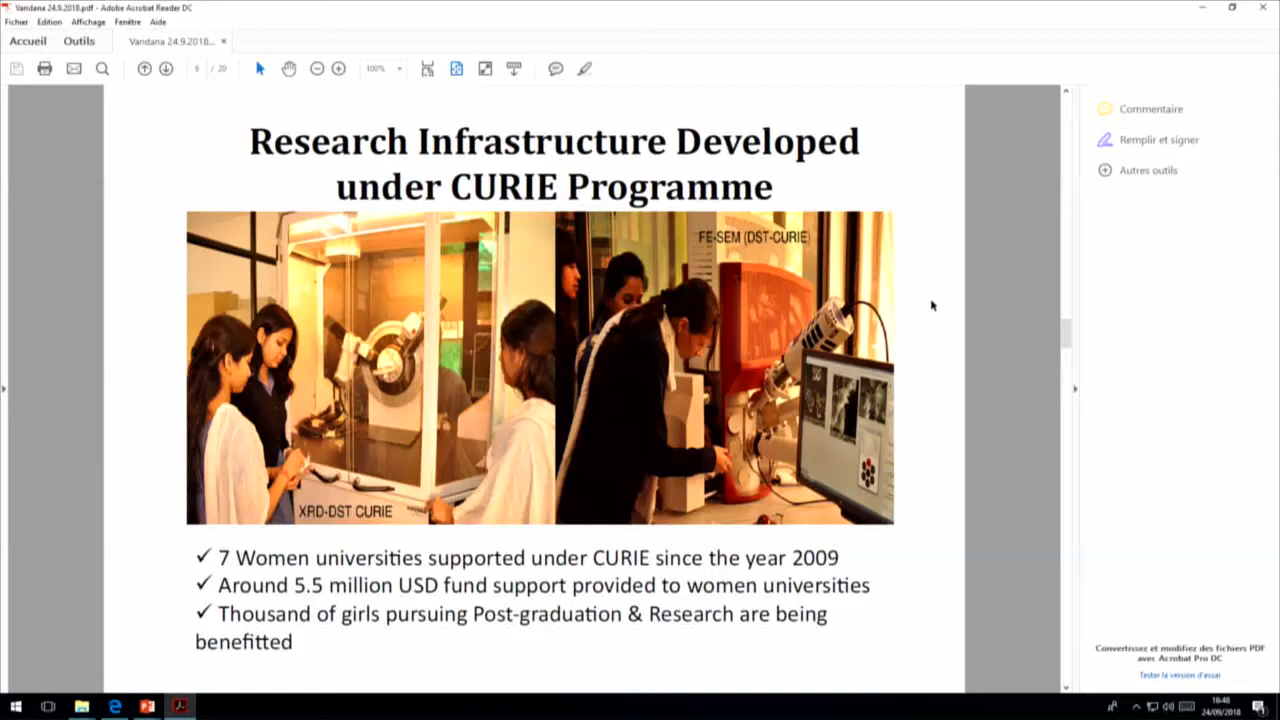 Vandana 24.9.2018.pdf - Adobe Acrobat Reader DC
Fichier Edition Affichage Fenêtre Aide
Accueil Outils Vandana 24.9.2018...
9 / 20 100%
Commentaire
Remplir et signer
Autres outils
Research Infrastructure Developed
under CURIE Programme
FE-SEM (DST-CURIE)
XRD-DST CURIE
✓ 7 Women universities supported under CURIE since the year 2009
✓ Around 5.5 million USD fund support provided to women universities
✓ Thousand of girls pursuing Post-graduation & Research are being
benefitted
Convertissez et modifiez des fichiers PDF
avec Acrobat Pro DC
Tester la version d'essai
16:48
24/09/2018